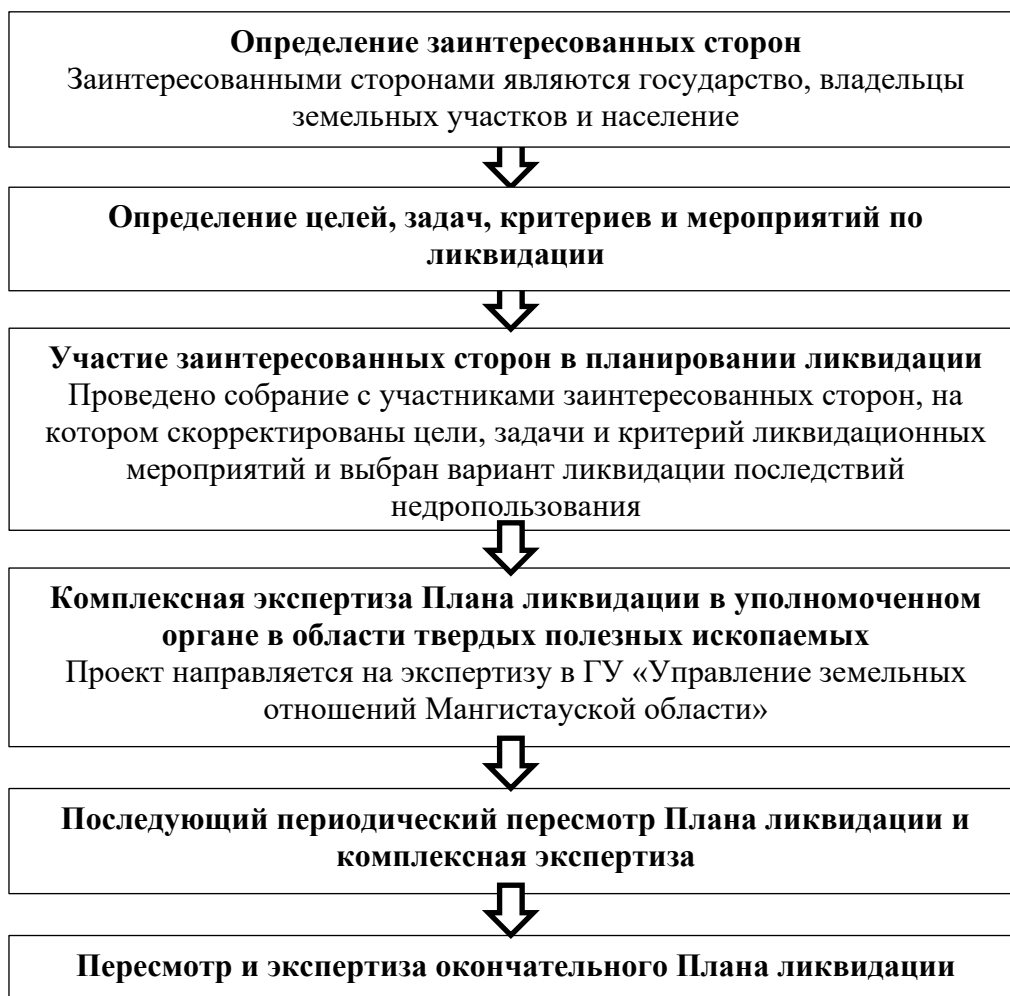 Определение заинтересованных сторон
Заинтересованными сторонами являются государство, владельцы
земельных участков и население
Определение целей, задач, критериев и мероприятий по
ликвидации
Участие заинтересованных сторон в планировании ликвидации
Проведено собрание с участниками заинтересованных сторон, на
котором скорректированы цели, задачи и критерий ликвидационных
мероприятий и выбран вариант ликвидации последствий
недропользования
Комплексная экспертиза Плана ликвидации в уполномоченном
органе в области твердых полезных ископаемых
Проект направляется на экспертизу в ГУ «Управление земельных
отношений Мангистауской области»
Последующий периодический пересмотр Плана ликвидации и
комплексная экспертиза
Пересмотр и экспертиза окончательного Плана ликвидации